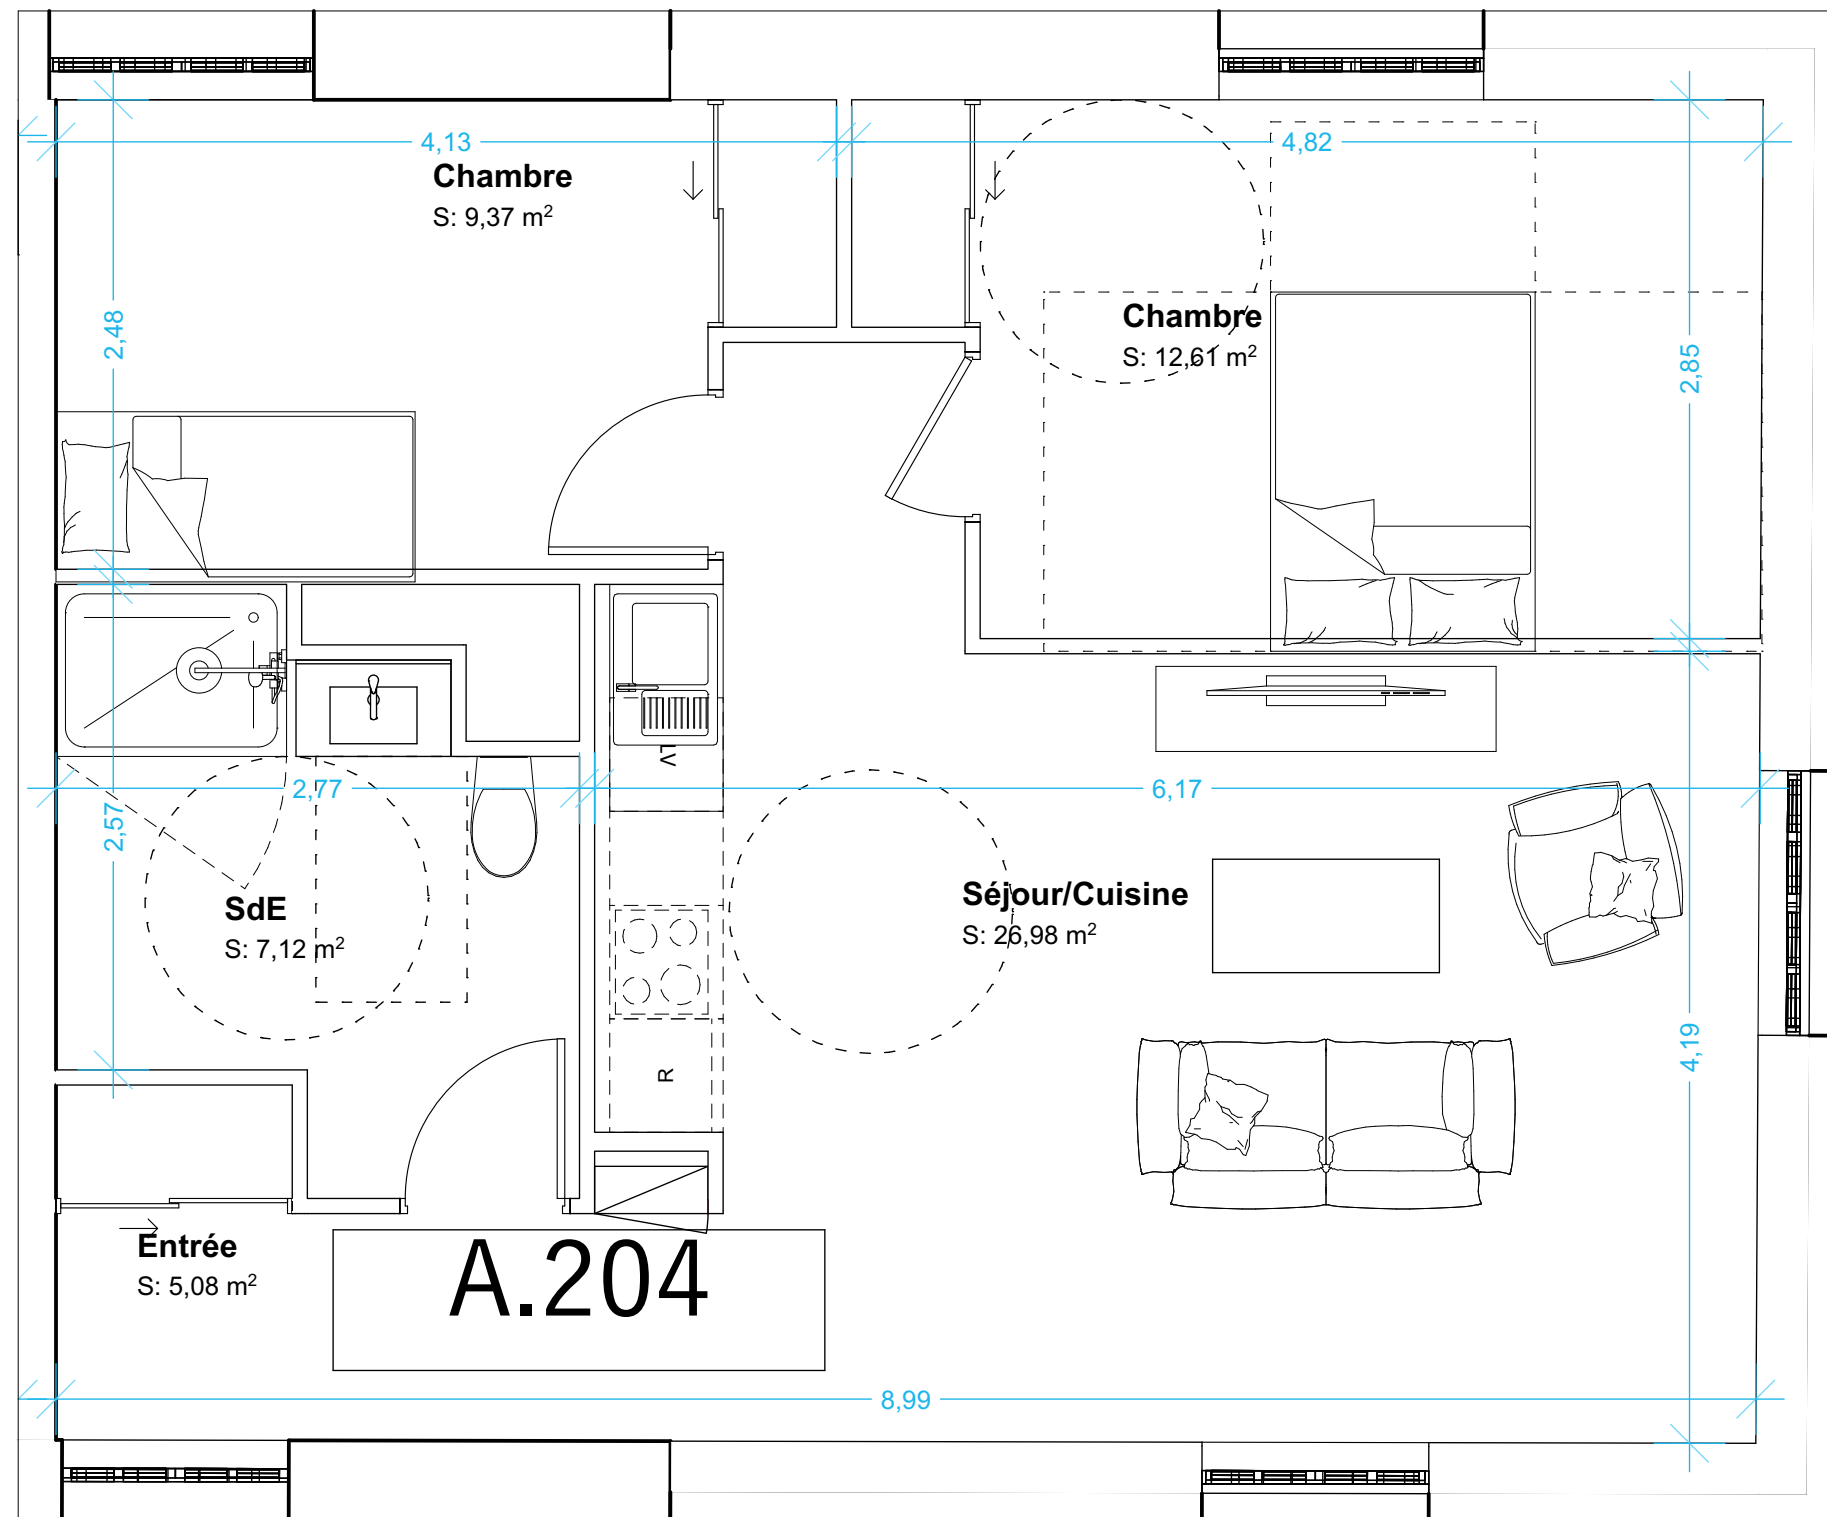 4,13
4,82
Chambre
S: 9,37 m²
2,48
Chambre
S: 12,61 m²
2,85
LV
2,77
6,17
2,57
SdE
S: 7,12 m²
Séjour/Cuisine
S: 26,98 m²
4,19
R
Entrée
S: 5,08 m²
A.204
8,99